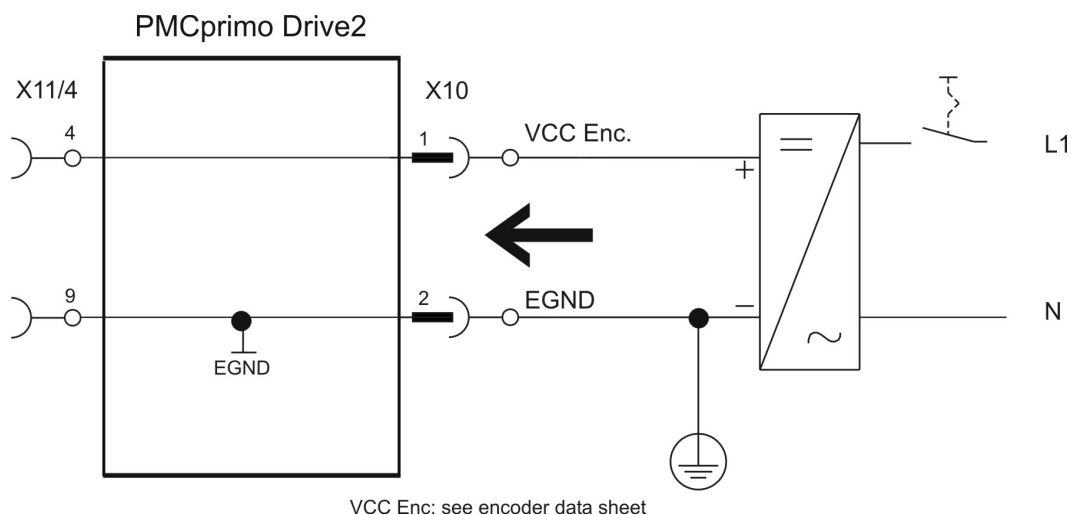 PMCprimo Drive2
X11/4
X10
4
1
VCC Enc.
L1
+
9
2
EGND
−
N
EGND
VCC Enc: see encoder data sheet